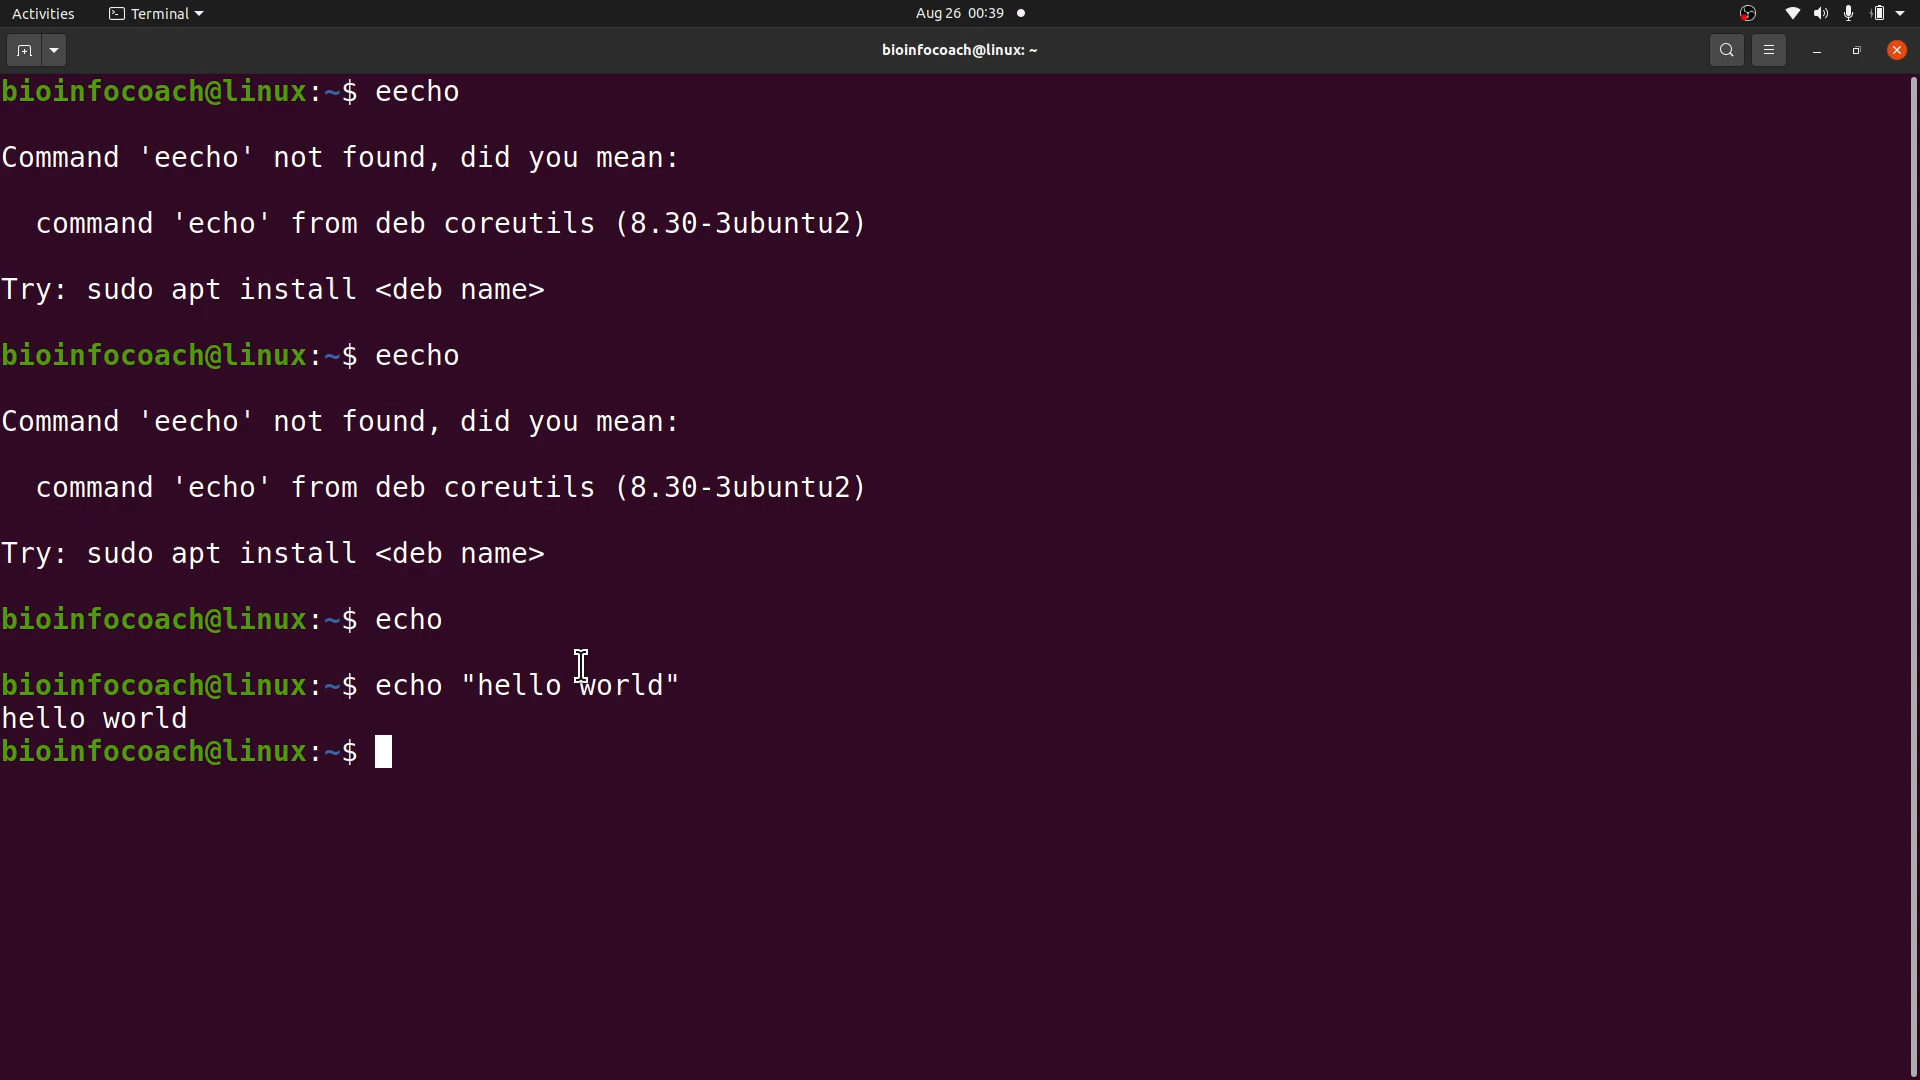 Activities Terminal Aug 26 00:39
bioinfocoach@linux: ~
bioinfocoach@linux:~$ eecho
Command 'eecho' not found, did you mean:
command 'echo' from deb coreutils (8.30-3ubuntu2)
Try: sudo apt install <deb name>
bioinfocoach@linux:~$ eecho
Command 'eecho' not found, did you mean:
command 'echo' from deb coreutils (8.30-3ubuntu2)
Try: sudo apt install <deb name>
bioinfocoach@linux:~$ echo
bioinfocoach@linux:~$ echo "hello world"
hello world
bioinfocoach@linux:~$